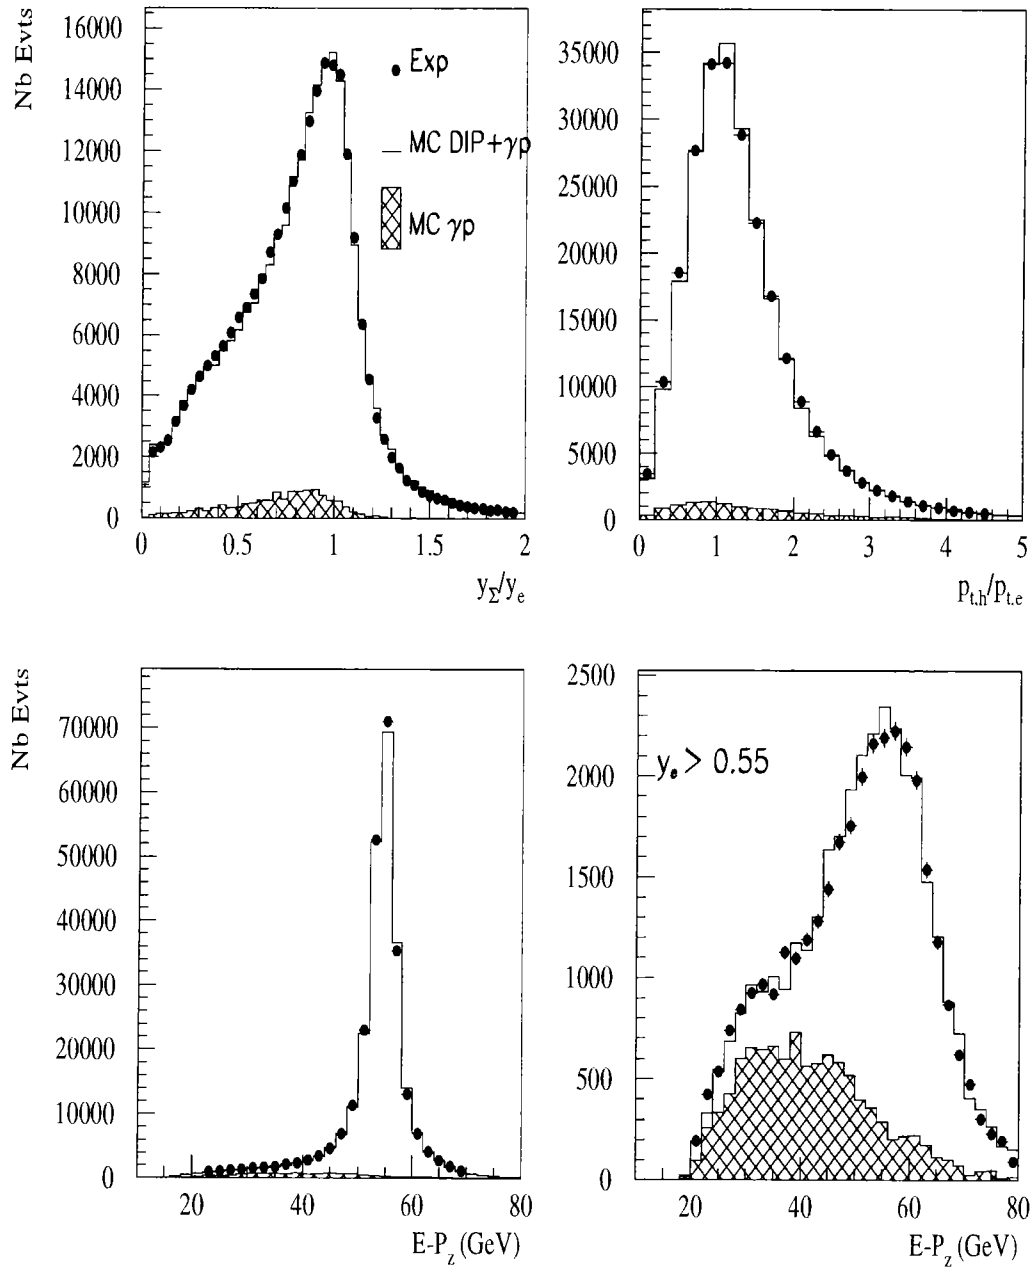 Nb Evts
16000
14000
12000
10000
8000
6000
4000
2000
0
0 0.5 1 1.5 2
y_Σ/y_e
Exp
MC DIP+γp
MC γp
35000
30000
25000
20000
15000
10000
5000
0
0 1 2 3 4 5
p_t,h/p_t,e
Nb Evts
70000
60000
50000
40000
30000
20000
10000
0
20 40 60 80
E-P_z (GeV)
2500
2000
1500
1000
500
0
y_e > 0.55
20 40 60 80
E-P_z (GeV)